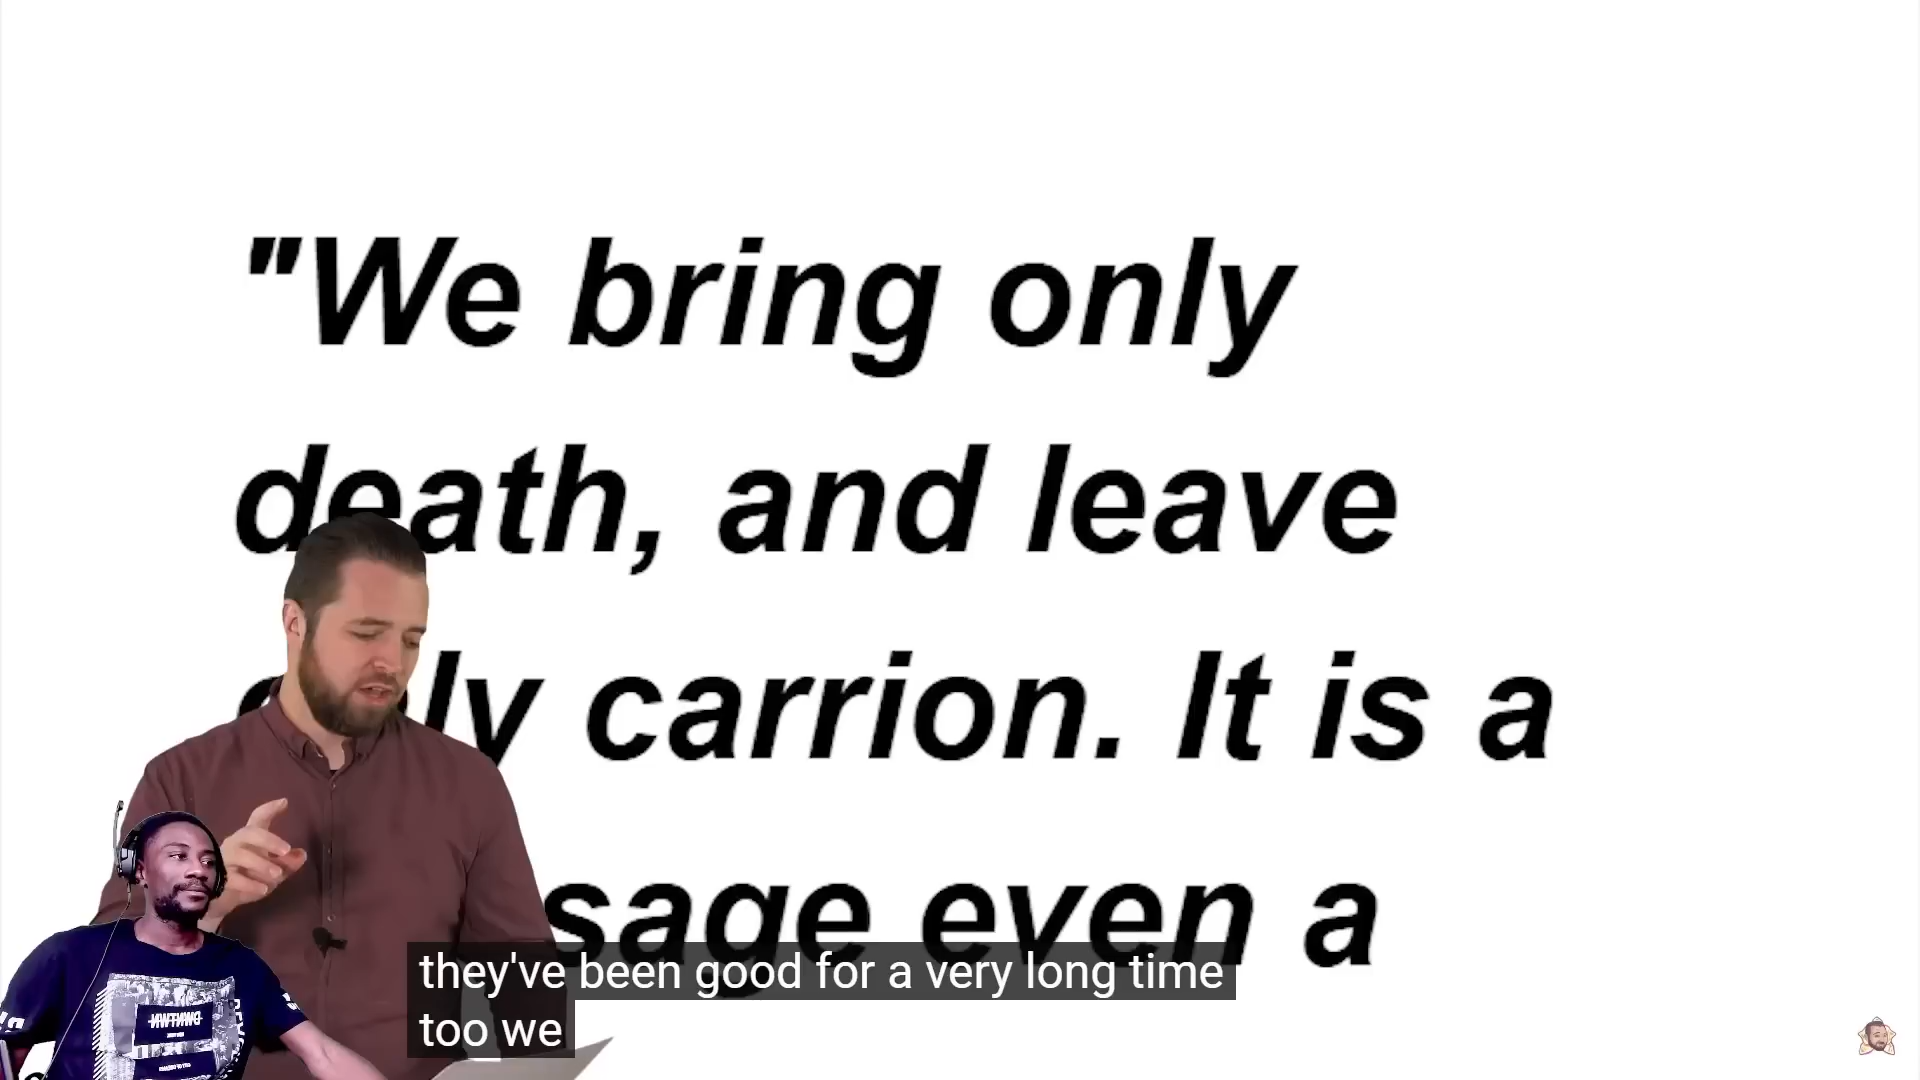 "We bring only
death, and leave
only carrion. It is a
sage even a
they've been good for a very long time
too we